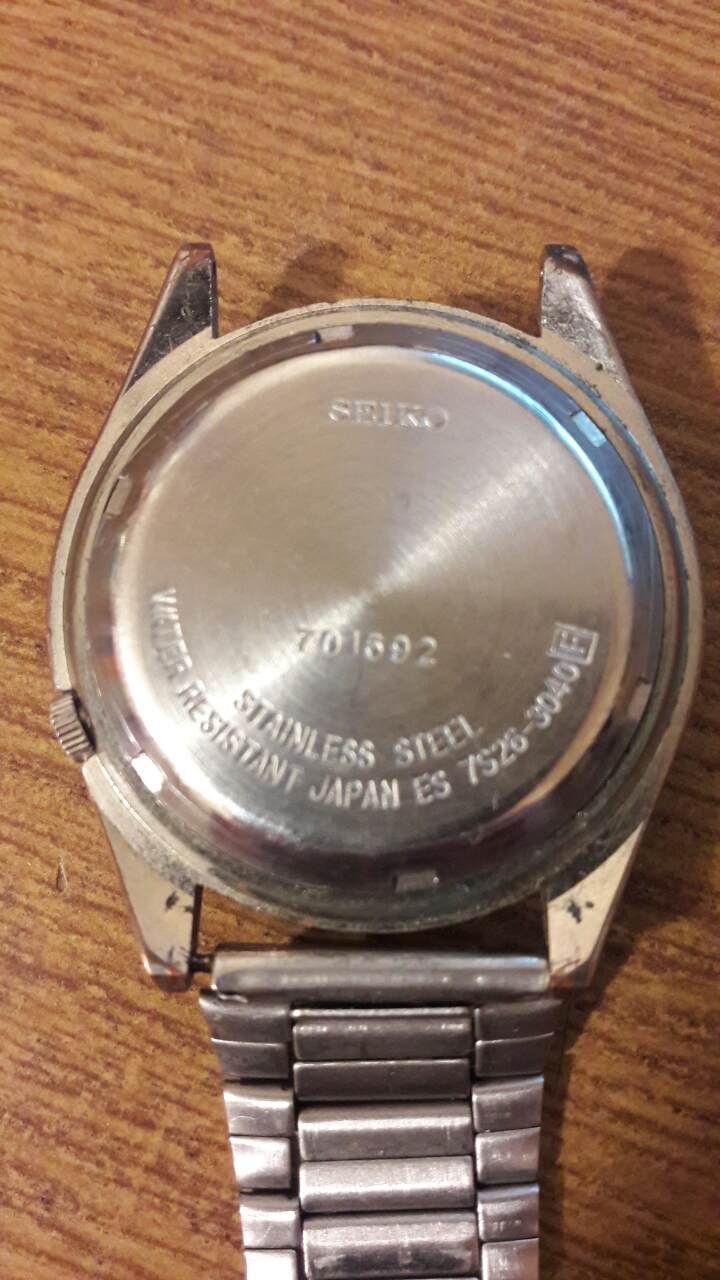 SEIKO
701692
STAINLESS STEEL
WATER RESISTANT JAPAN ES 7S26-3040 F